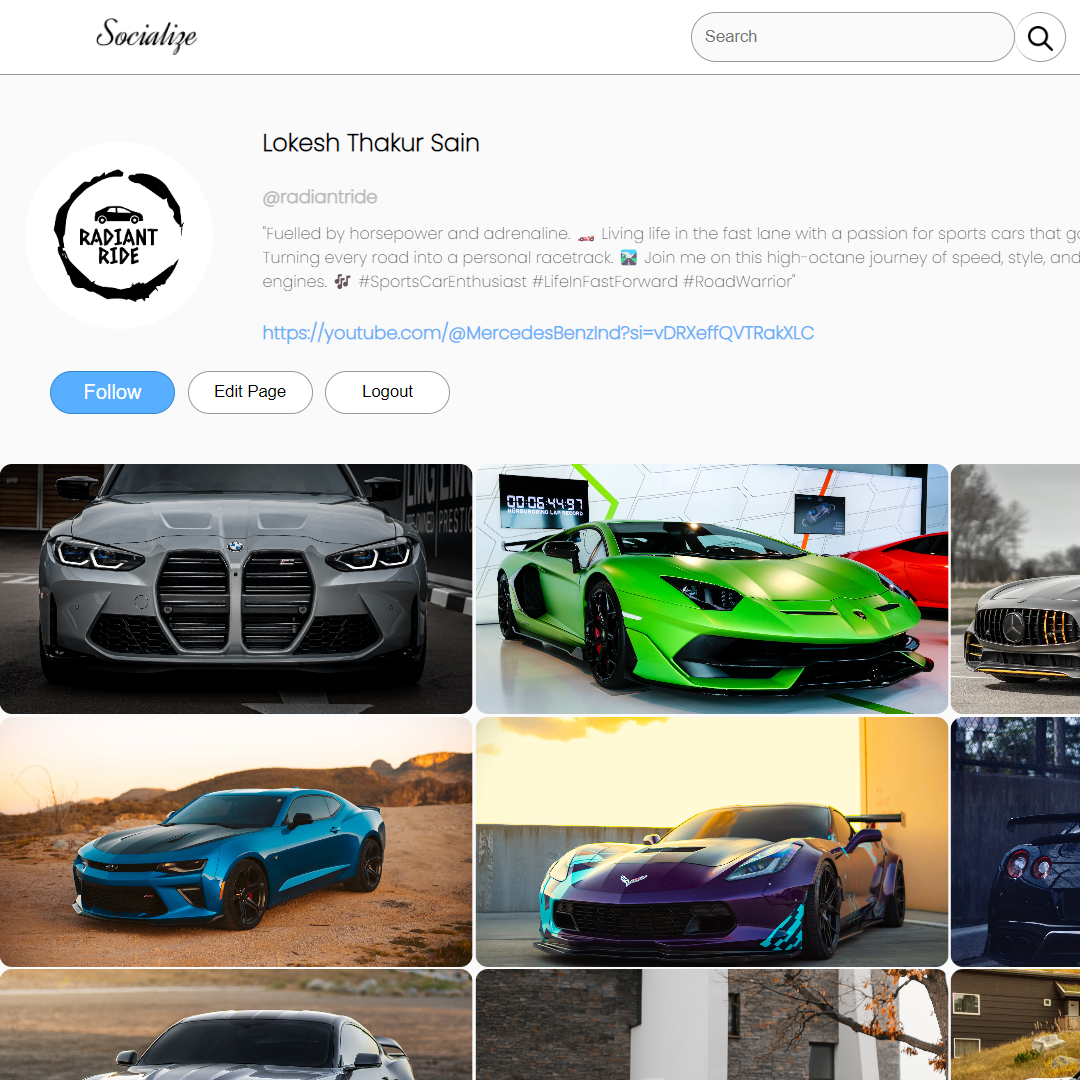 Socialize
Search
Lokesh Thakur Sain
@radiantride
"Fuelled by horsepower and adrenaline. 🏎️ Living life in the fast lane with a passion for sports cars that
Turning every road into a personal racetrack. 🛣️ Join me on this high-octane journey of speed, style, and
engines. 🎶 #SportsCarEnthusiast #LifeInFastForward #RoadWarrior"
https://youtube.com/@MercedesBenzInd?si=vDRXeffQVTRakXLC
RADIANT
RIDE
Follow
Edit Page
Logout
00:06:44:97
NÜRBURGRING LAP RECORD